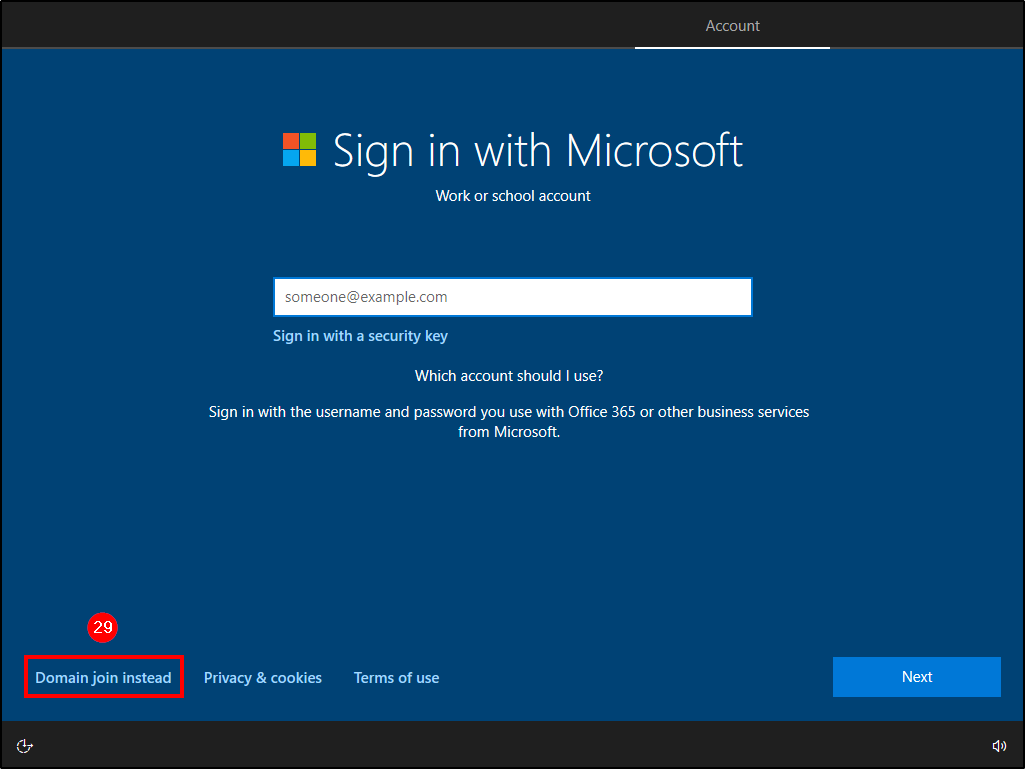 Account
Sign in with Microsoft
Work or school account
someone@example.com
Sign in with a security key
Which account should I use?
Sign in with the username and password you use with Office 365 or other business services
from Microsoft.
29
Domain join instead
Privacy & cookies
Terms of use
Next